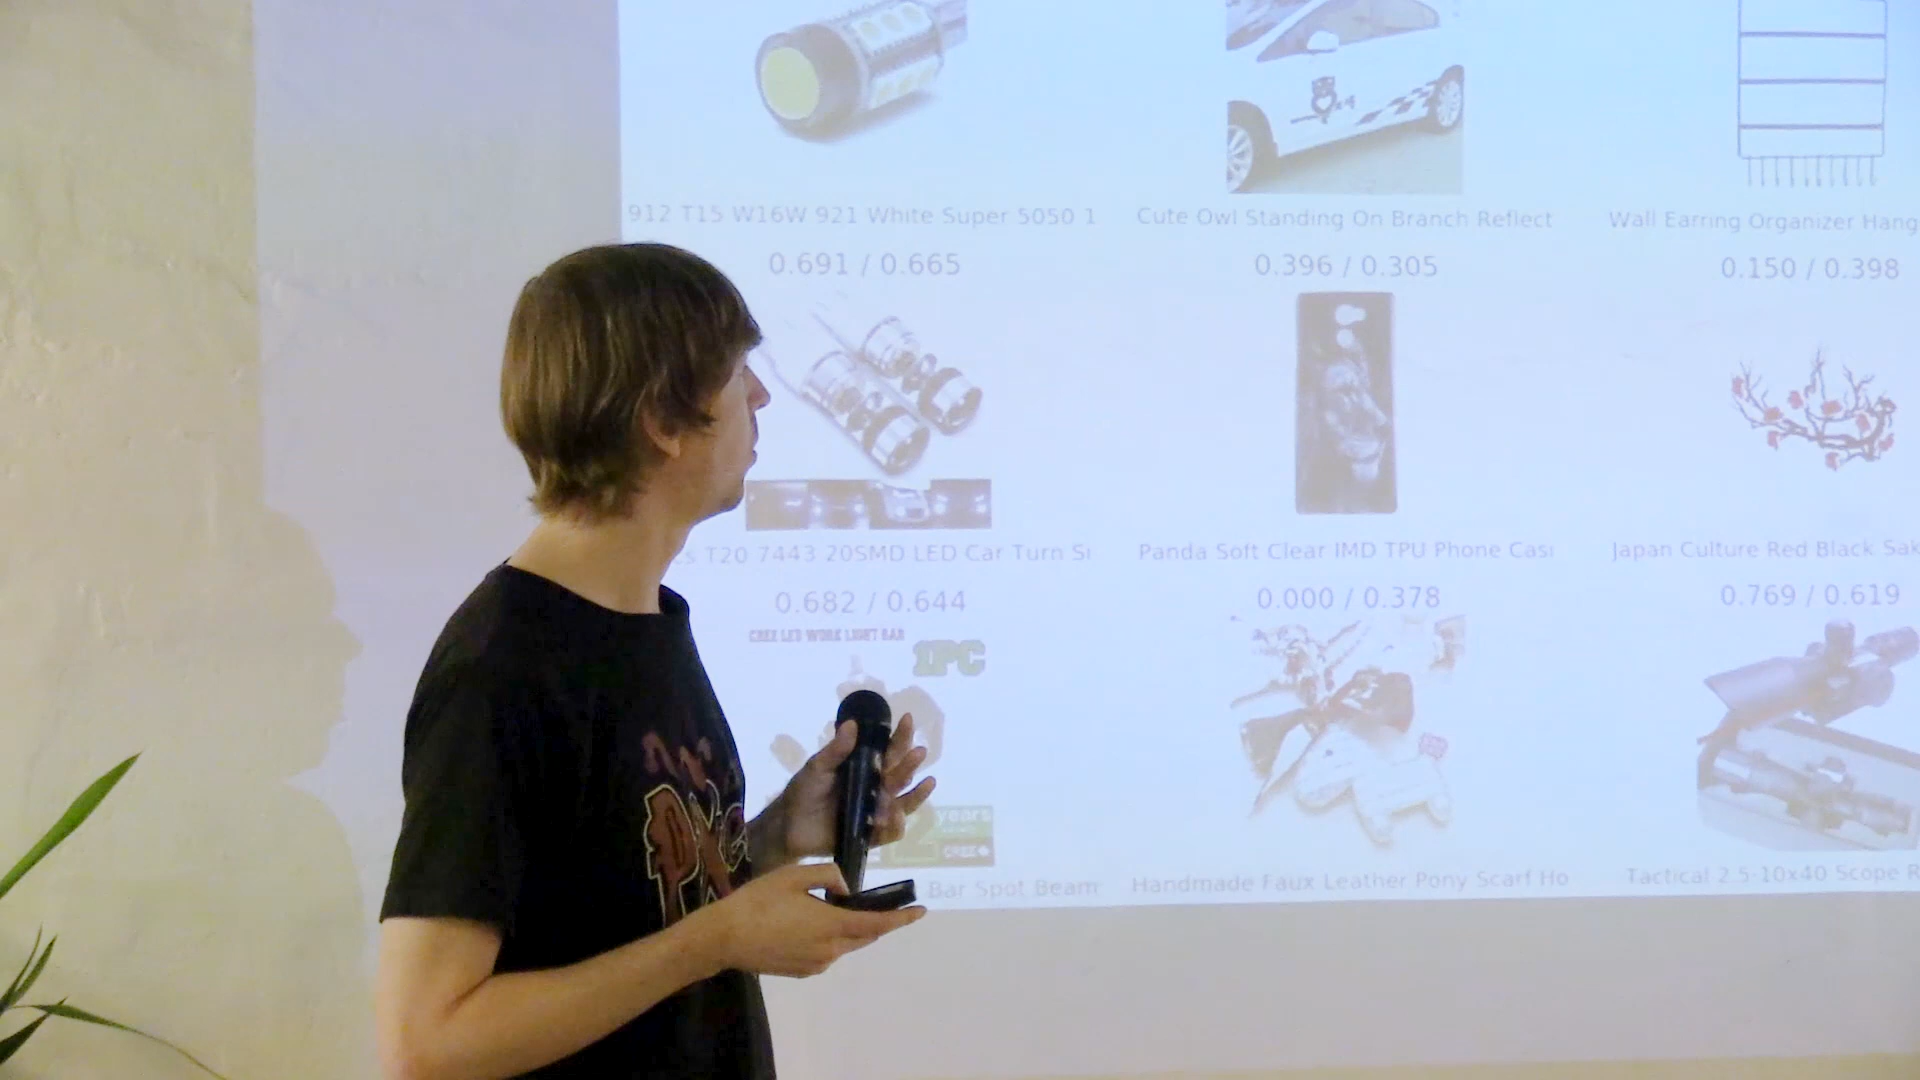 912 T15 W16W 921 White Super 5050 1
Cute Owl Standing On Branch Reflect
Wall Earring Organizer Hang
0.691 / 0.665
0.396 / 0.305
0.150 / 0.398
T20 7443 20SMD LED Car Turn Si
Panda Soft Clear IMD TPU Phone Cas
Japan Culture Red Black Sak
0.682 / 0.644
0.000 / 0.378
0.769 / 0.619
CREE LED WORK LIGHT BAR
1PC
2 years
CREE
Bar Spot Beam
Handmade Faux Leather Pony Scarf Ho
Tactical 2.5-10x40 Scope R